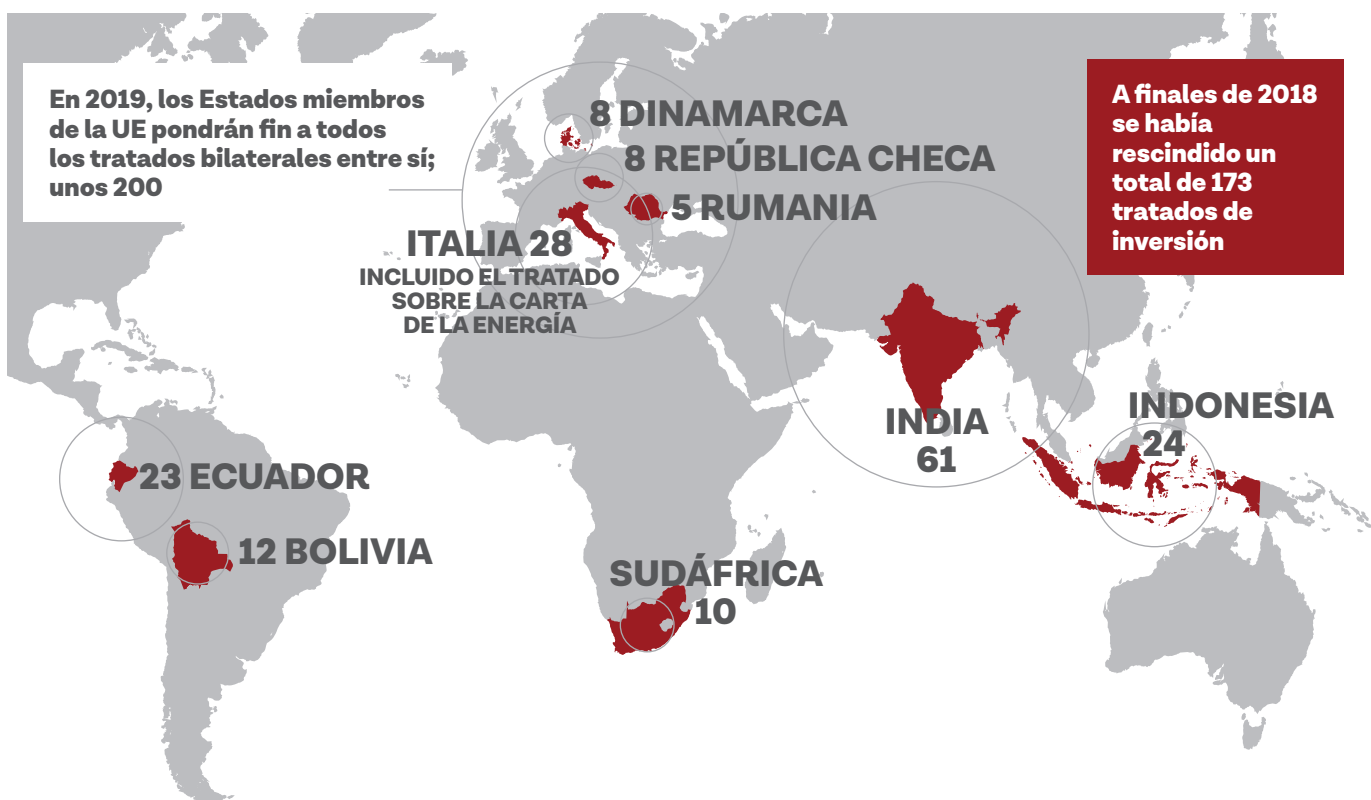 En 2019, los Estados miembros
de la UE pondrán fin a todos
los tratados bilaterales entre sí;
unos 200
A finales de 2018
se había
rescindido un
total de 173
tratados de
inversión
8 DINAMARCA
8 REPÚBLICA CHECA
5 RUMANIA
ITALIA 28
INCLUIDO EL TRATADO
SOBRE LA CARTA
DE LA ENERGÍA
INDIA
61
INDONESIA
24
23 ECUADOR
12 BOLIVIA
SUDÁFRICA
10